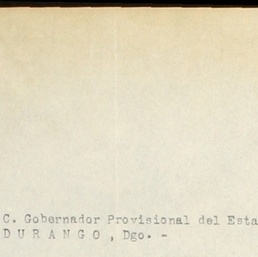 C. Gobernador Provisional del Esta
D U R A N G O , Dgo. -